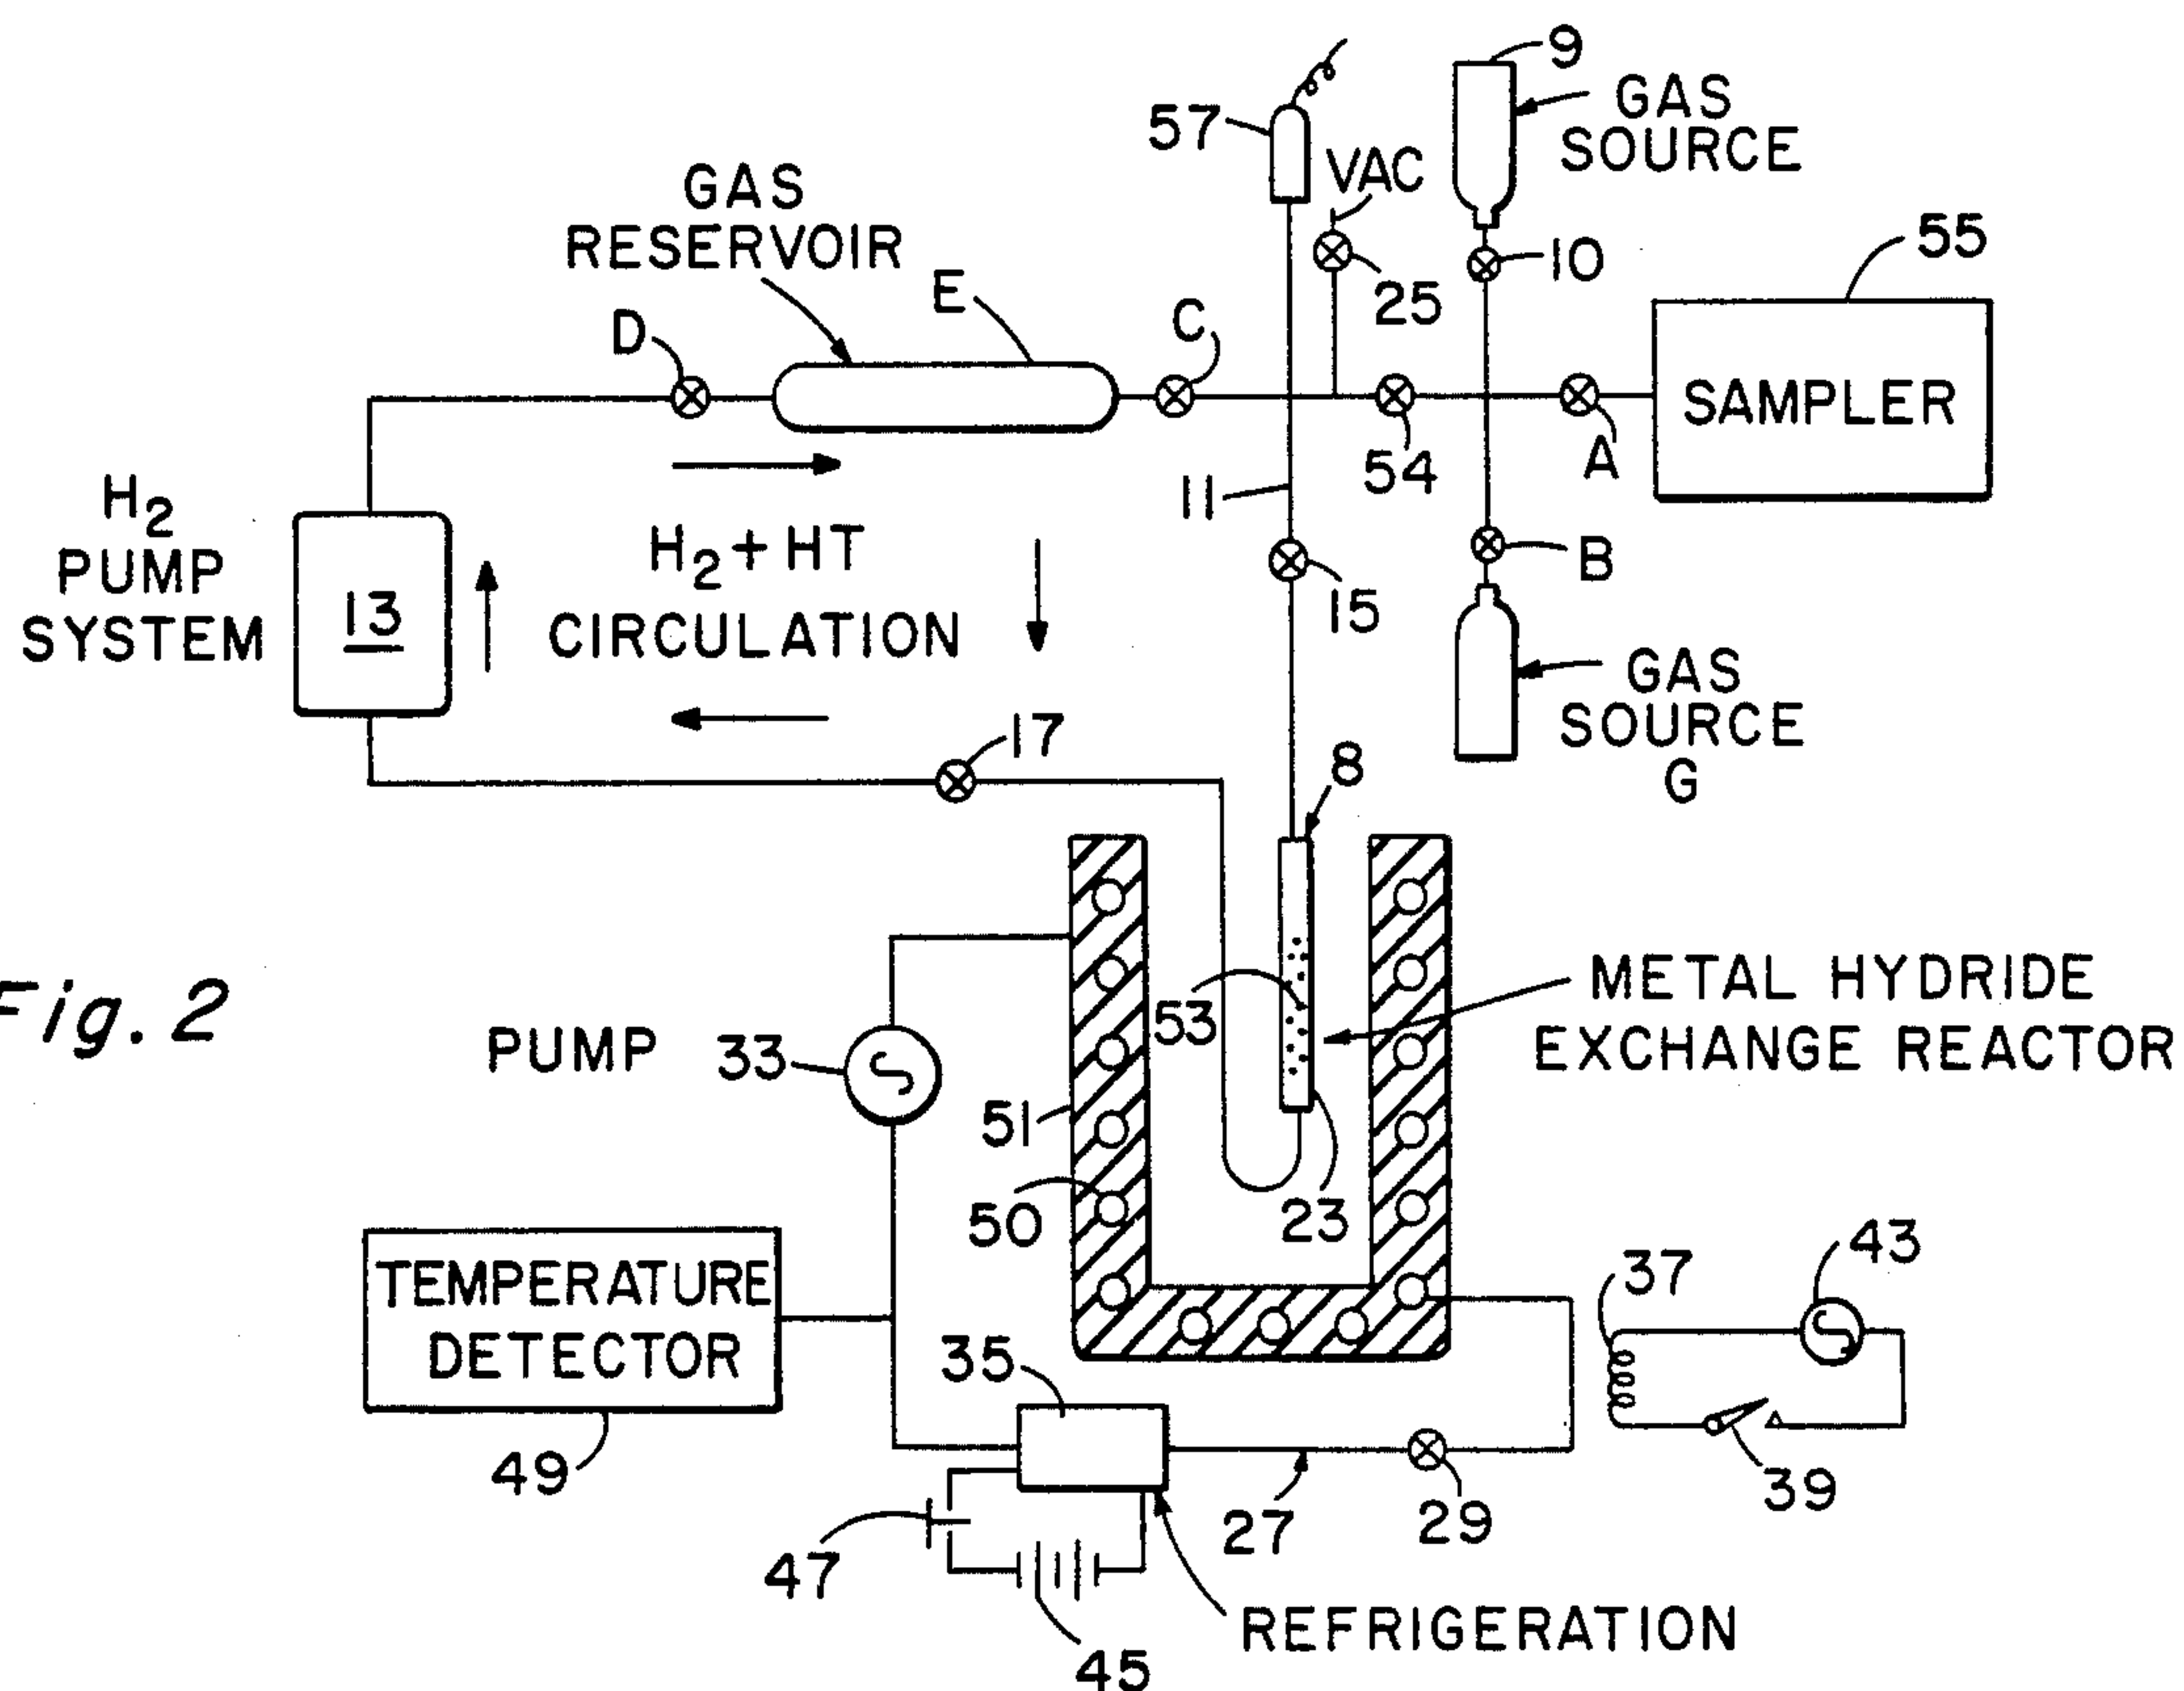 9
GAS
SOURCE
57
VAC
GAS
RESERVOIR
E
D
C
25
10
55
SAMPLER
A
54
11
H2
PUMP
SYSTEM
13
H2+HT
CIRCULATION
15
B
GAS
SOURCE
G
17
8
Fig. 2
PUMP
33
53
METAL HYDRIDE
EXCHANGE REACTOR
51
50
23
TEMPERATURE
DETECTOR
49
35
37
43
39
47
27
29
45
REFRIGERATION